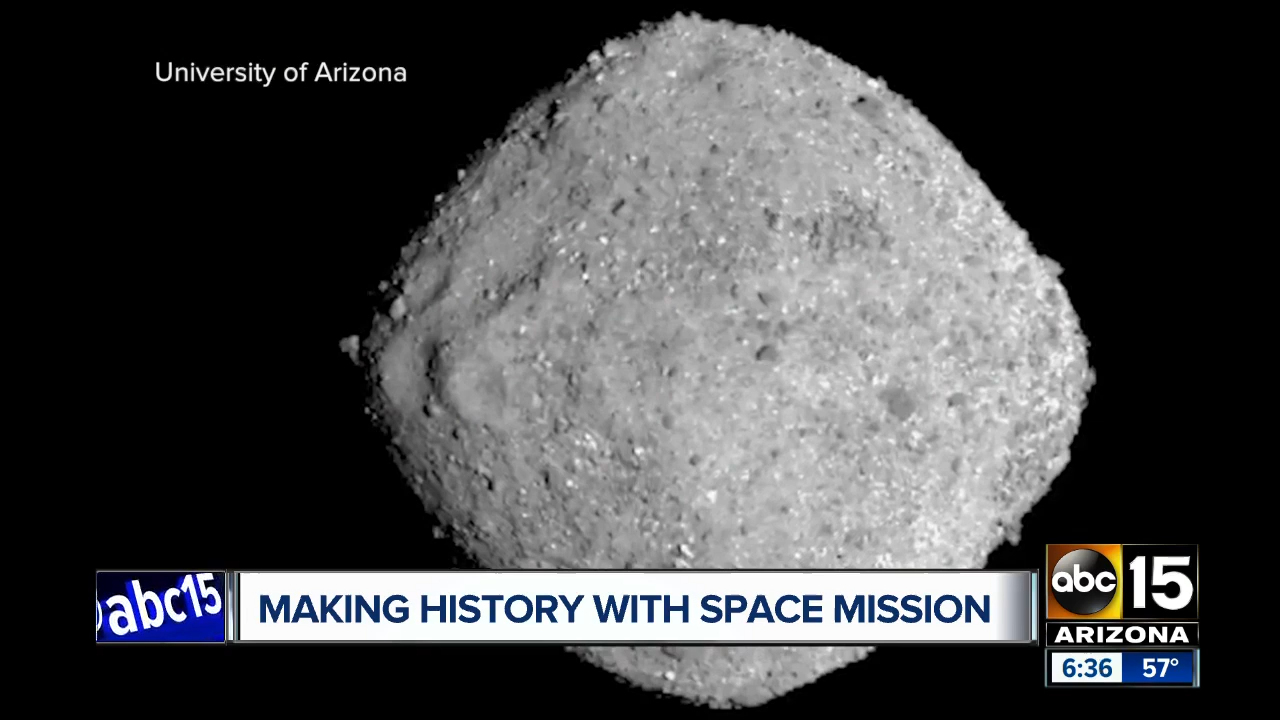 University of Arizona
abc15
MAKING HISTORY WITH SPACE MISSION
abc 15
ARIZONA
6:36 57°